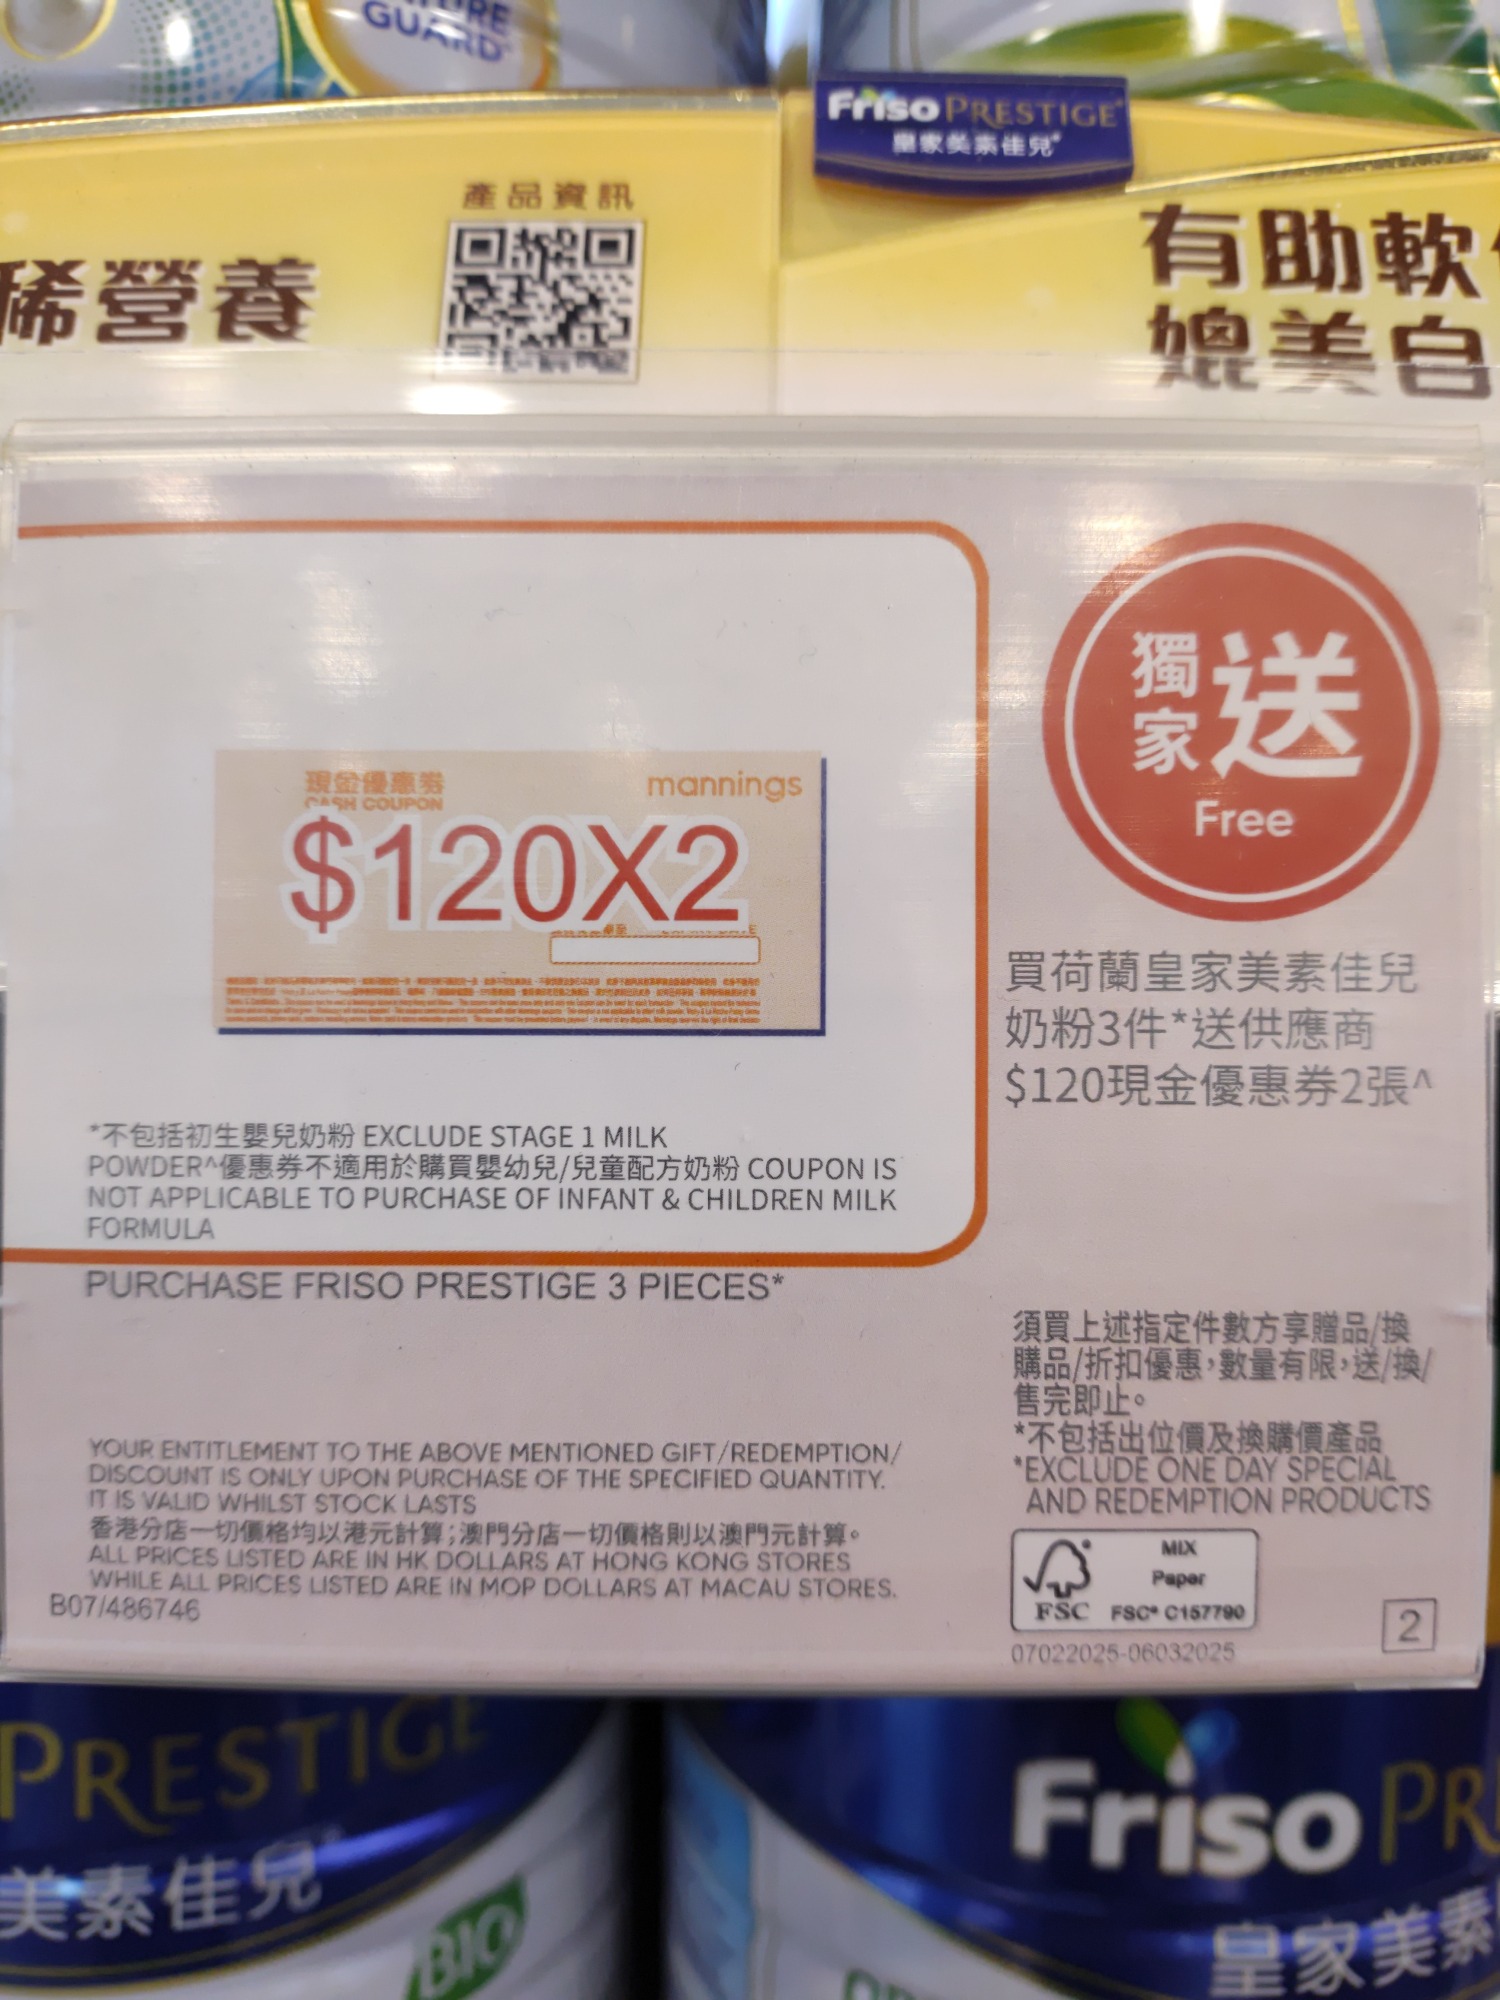 TURE
GUARD
Friso PRESTIGE
皇家美素佳兒
產品資訊
稀營養
有助軟
媲美自
現金優惠券
CASH COUPON
mannings
$120X2
獨家送
Free
買荷蘭皇家美素佳兒
奶粉3件*送供應商
$120現金優惠券2張^
*不包括初生嬰兒奶粉 EXCLUDE STAGE 1 MILK
POWDER^優惠券不適用於購買嬰幼兒/兒童配方奶粉 COUPON IS
NOT APPLICABLE TO PURCHASE OF INFANT & CHILDREN MILK
FORMULA
PURCHASE FRISO PRESTIGE 3 PIECES*
須買上述指定件數方享贈品/換
購品/折扣優惠，數量有限，送/換/
售完即止。
*不包括出位價及換購價產品
*EXCLUDE ONE DAY SPECIAL
AND REDEMPTION PRODUCTS
YOUR ENTITLEMENT TO THE ABOVE MENTIONED GIFT/REDEMPTION/
DISCOUNT IS ONLY UPON PURCHASE OF THE SPECIFIED QUANTITY.
IT IS VALID WHILST STOCK LASTS
香港分店一切價格均以港元計算；澳門分店一切價格則以澳門元計算。
ALL PRICES LISTED ARE IN HK DOLLARS AT HONG KONG STORES
WHILE ALL PRICES LISTED ARE IN MOP DOLLARS AT MACAU STORES.
B07/486746
MIX
Paper
FSC FSC® C157790
07022025-06032025
2
PRESTIGE
美素佳兒
BIO
Friso PR
皇家美素